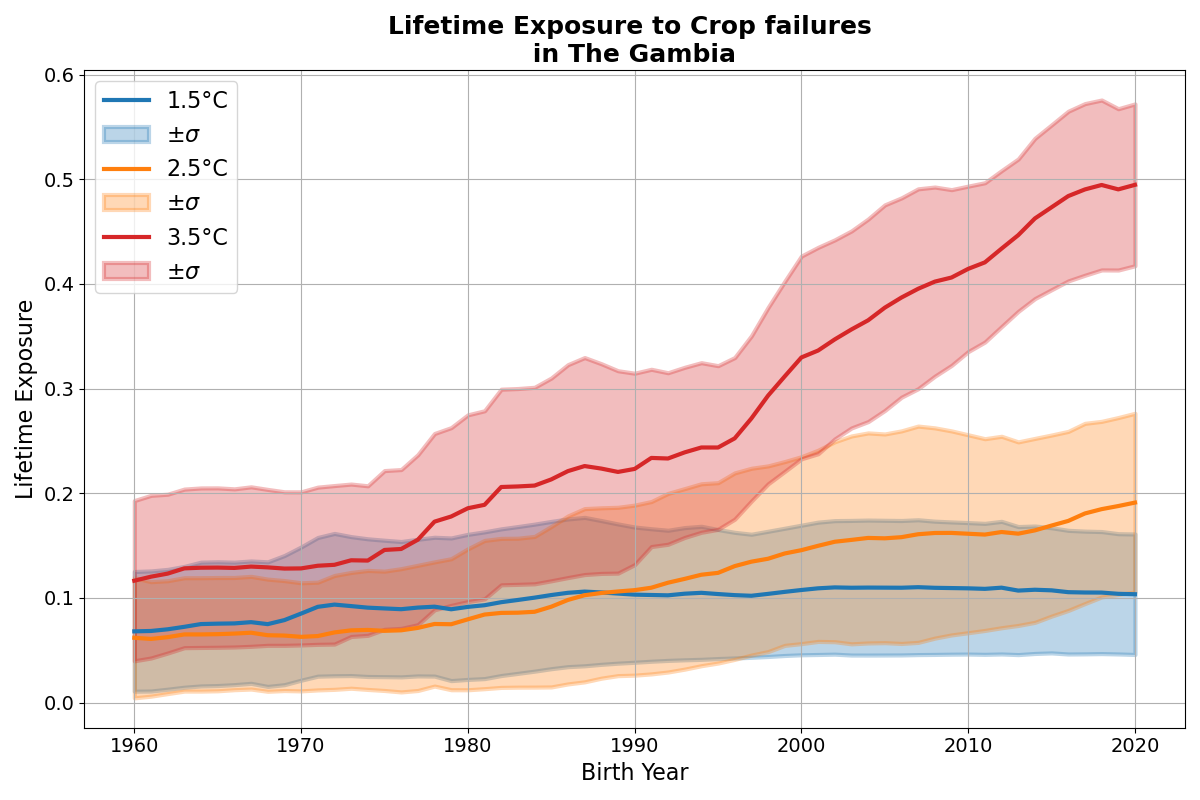 Lifetime Exposure to Crop failures
in The Gambia
1.5°C
±σ
2.5°C
±σ
3.5°C
±σ
Lifetime Exposure
0.6
0.5
0.4
0.3
0.2
0.1
0.0
1960 1970 1980 1990 2000 2010 2020
Birth Year